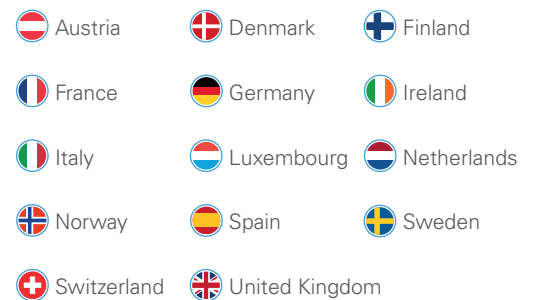 Austria Denmark Finland
France Germany Ireland
Italy Luxembourg Netherlands
Norway Spain Sweden
Switzerland United Kingdom